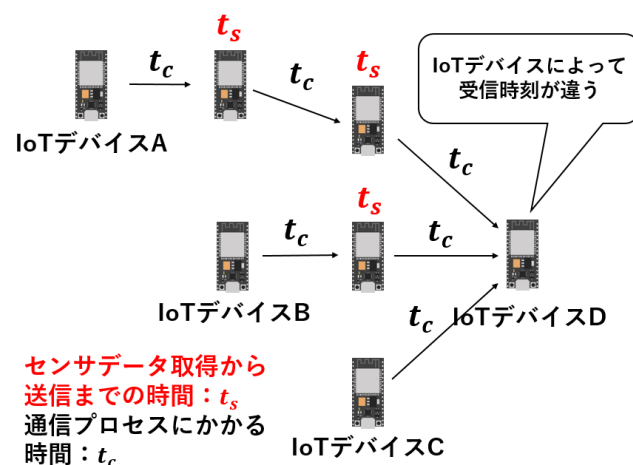 t_s
t_s
t_c
t_c
IoTデバイスによって
受信時刻が違う
IoTデバイスA
t_c
t_s
t_c
t_c
IoTデバイスB
IoTデバイスD
t_c
センサデータ取得から
送信までの時間：t_s
通信プロセスにかかる
時間：t_c
IoTデバイスC